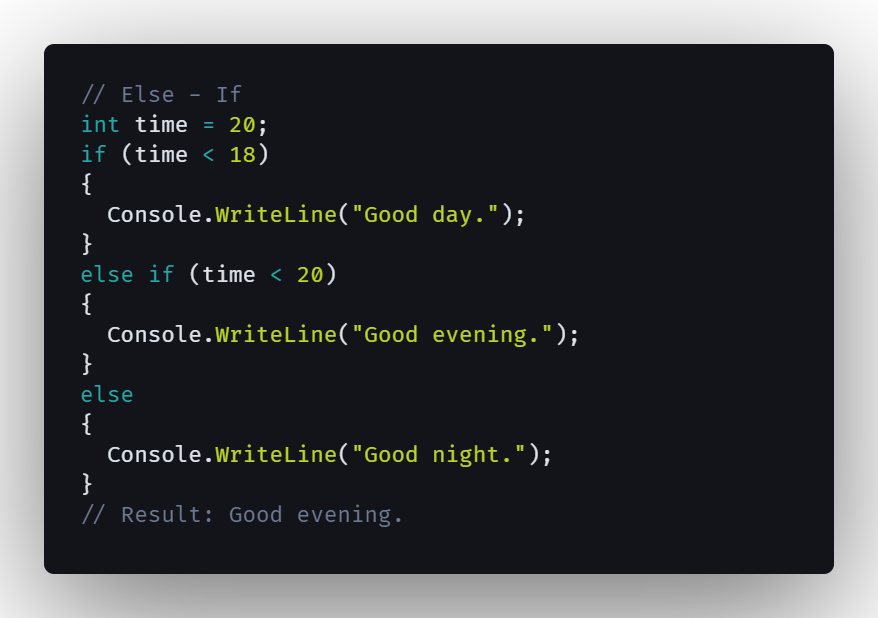 // Else - If
int time = 20;
if (time < 18)
{
  Console.WriteLine("Good day.");
}
else if (time < 20)
{
  Console.WriteLine("Good evening.");
}
else
{
  Console.WriteLine("Good night.");
}
// Result: Good evening.